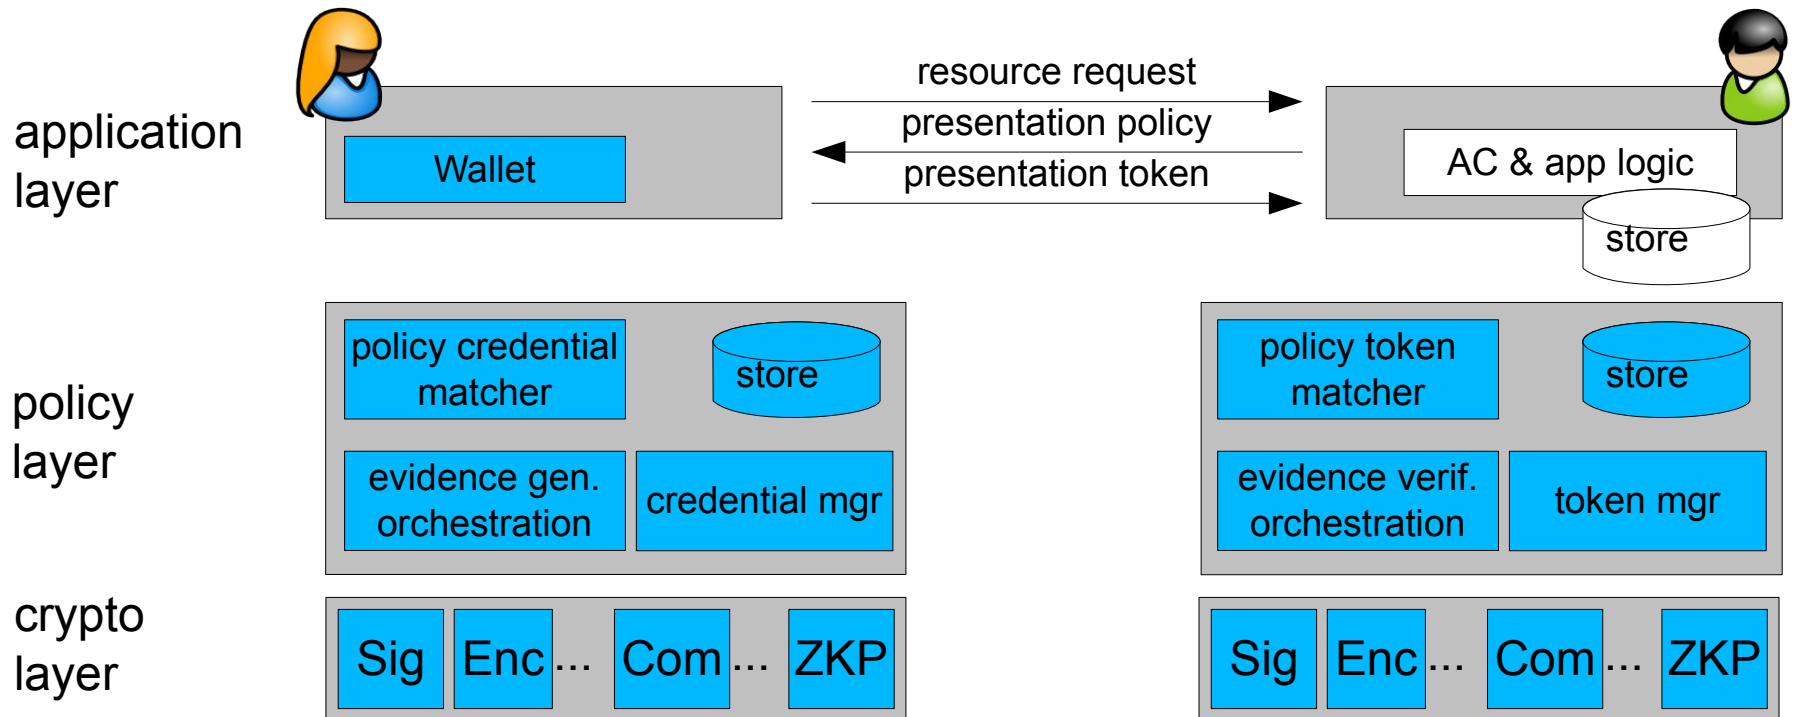 application
layer
Wallet
resource request
presentation policy
presentation token
AC & app logic
store
policy
layer
policy credential
matcher
store
evidence gen.
orchestration
credential mgr
policy token
matcher
store
evidence verif.
orchestration
token mgr
crypto
layer
Sig Enc ... Com ... ZKP
Sig Enc ... Com ... ZKP